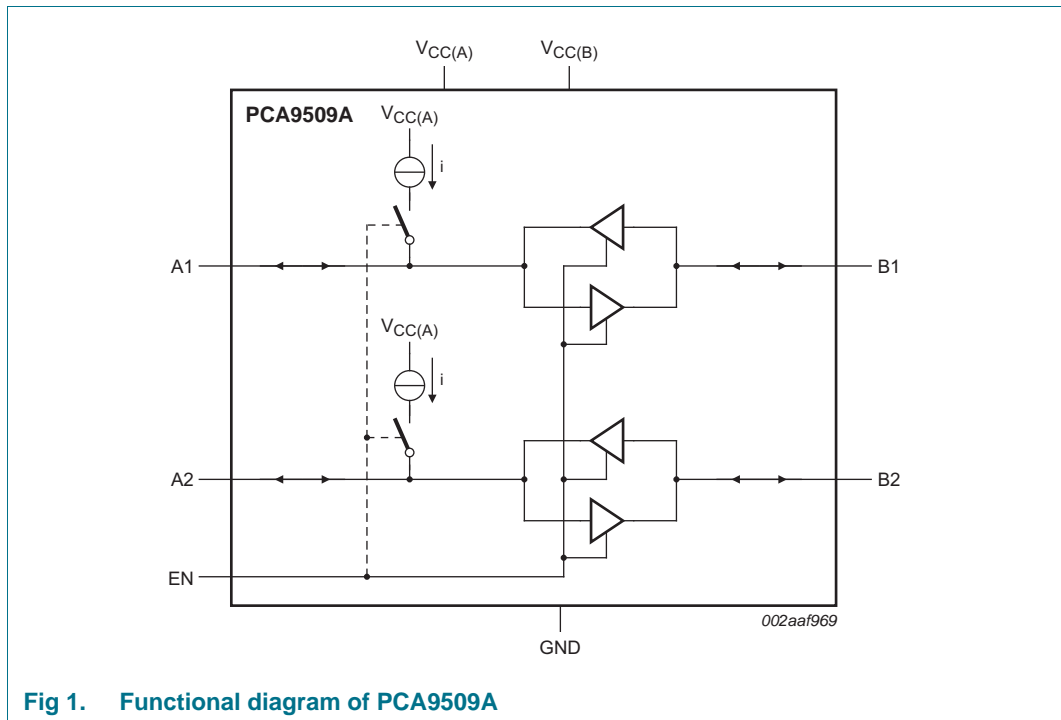 VCC(A) VCC(B)
PCA9509A VCC(A)
i
A1 B1
VCC(A)
i
A2 B2
EN
002aaf969
GND
Fig 1. Functional diagram of PCA9509A